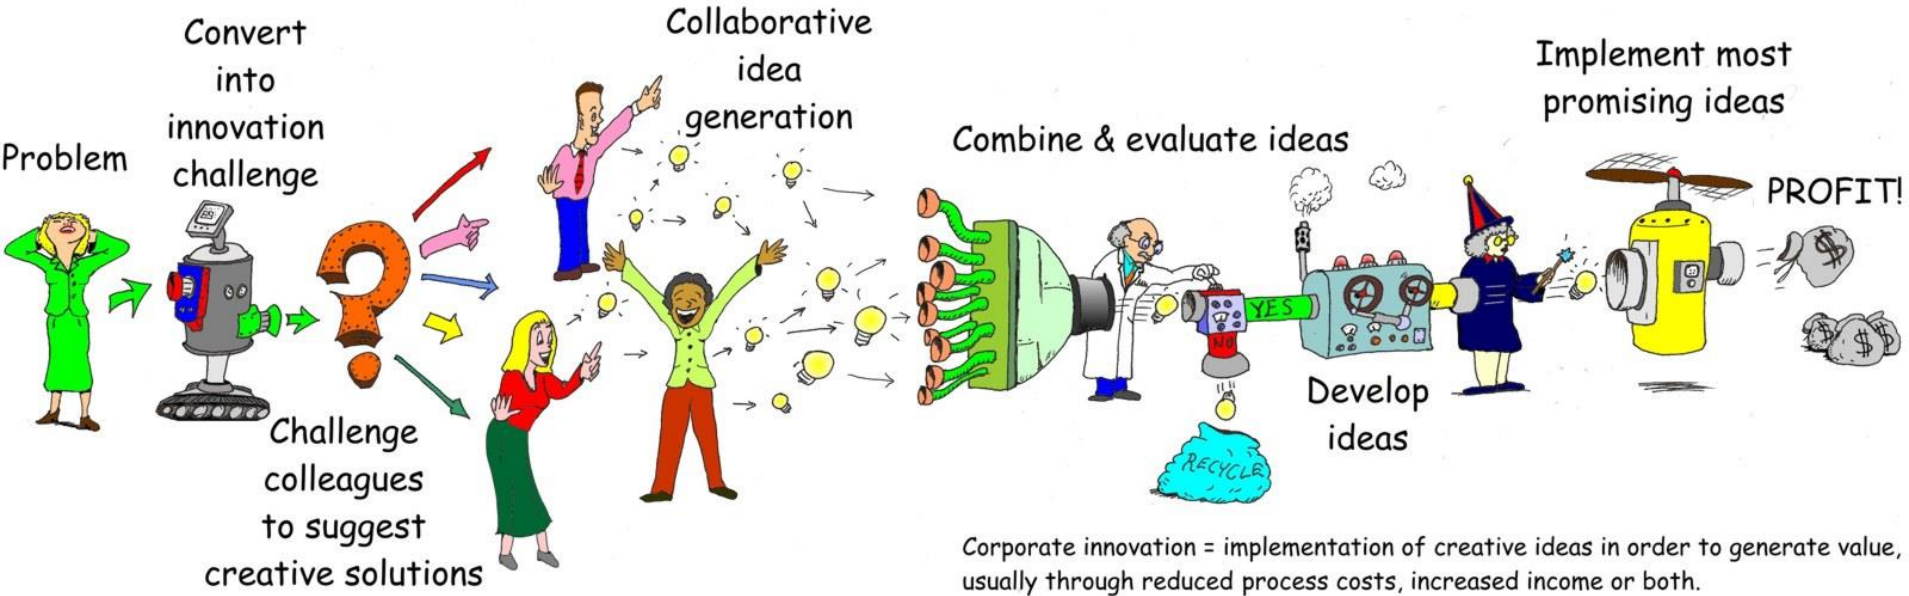 Problem
Convert
into
innovation
challenge
Challenge
colleagues
to suggest
creative solutions
Collaborative
idea
generation
Combine & evaluate ideas
YES
NO
RECYCLE
Develop
ideas
Implement most
promising ideas
PROFIT!
$
$
$
$
Corporate innovation = implementation of creative ideas in order to generate value,
usually through reduced process costs, increased income or both.